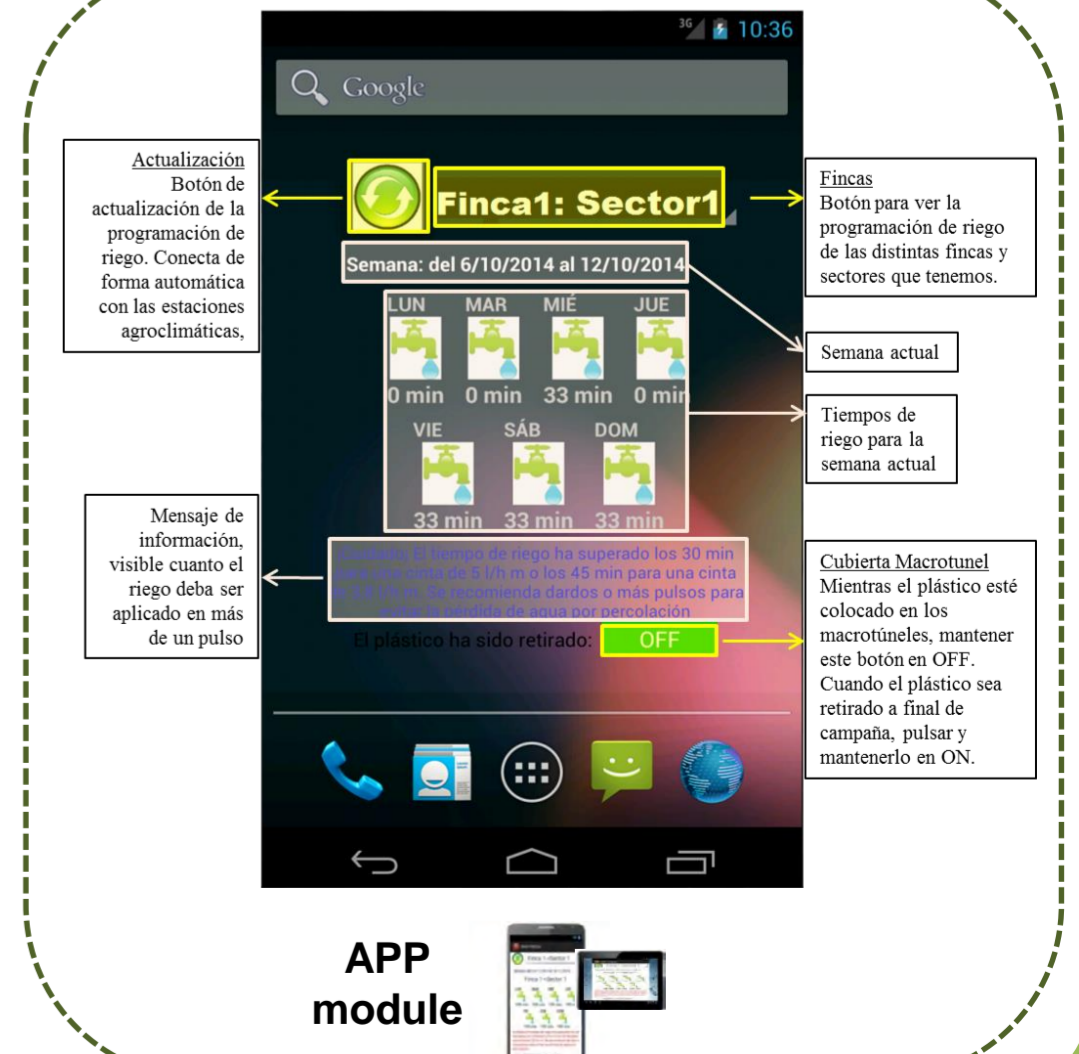 3G 10:36
Google
Actualización
Botón de
actualización de la
programación de
riego. Conecta de
forma automática
con las estaciones
agroclimáticas,
Finca1: Sector1
Fincas
Botón para ver la
programación de riego
de las distintas fincas y
sectores que tenemos.
Semana: del 6/10/2014 al 12/10/2014
Semana actual
LUN MAR MIÉ JUE
0 min 0 min 33 min 0 min
VIE SÁB DOM
33 min 33 min 33 min
Tiempos de
riego para la
semana actual
Mensaje de
información,
visible cuanto el
riego deba ser
aplicado en más
de un pulso
El tiempo de riego ha superado los 30 min
para una cinta de 5 l/h m o los 45 min para una cinta
Se recomienda dardos o más pulsos para
evitar la pérdida de agua por percolación
El plástico ha sido retirado: OFF
Cubierta Macrotunel
Mientras el plástico esté
colocado en los
macrotúneles, mantener
este botón en OFF.
Cuando el plástico sea
retirado a final de
campaña, pulsar y
mantenerlo en ON.
APP
module